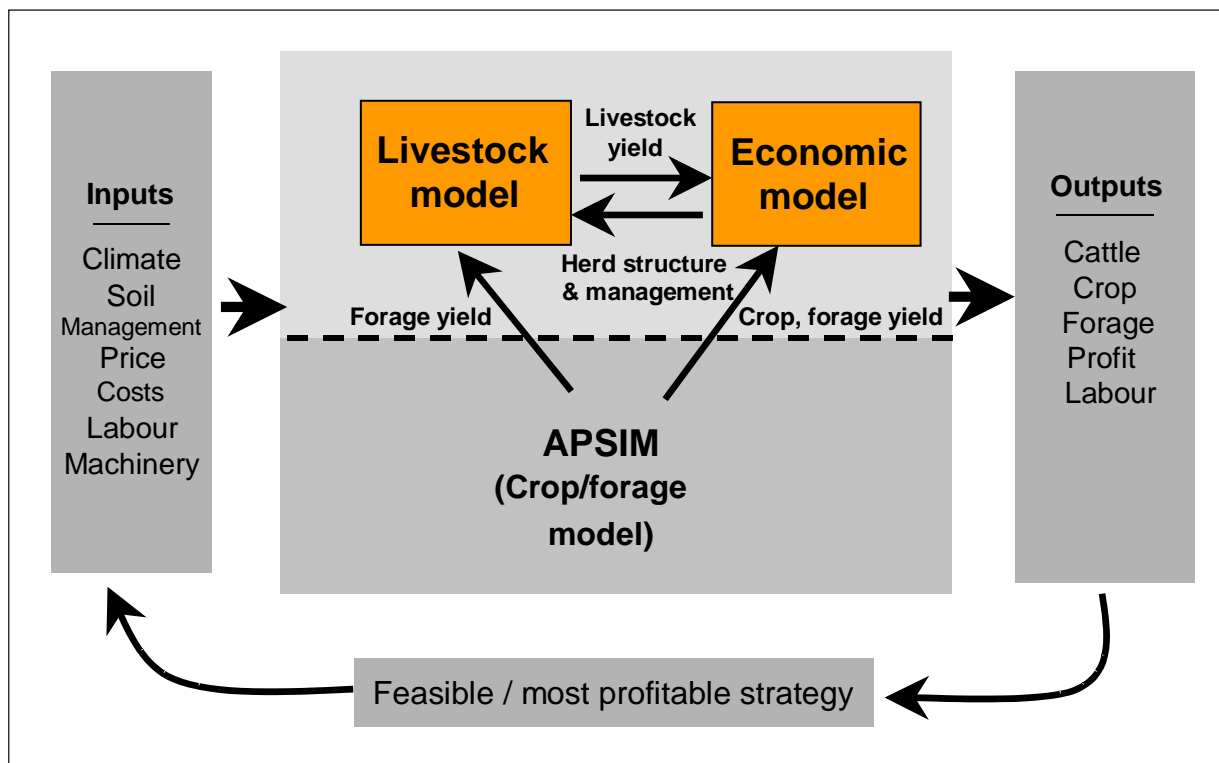 Inputs
Climate
Soil
Management
Price
Costs
Labour
Machinery
Livestock
model
Livestock
yield
Economic
model
Herd structure
& management
Forage yield
Crop, forage yield
APSIM
(Crop/forage
model)
Outputs
Cattle
Crop
Forage
Profit
Labour
Feasible / most profitable strategy